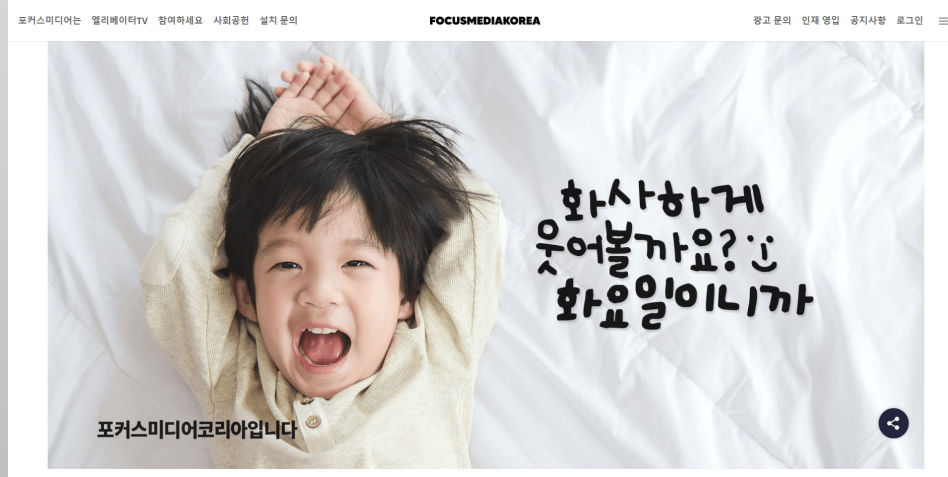 포커스미디어는 엘리베이터TV 참여하세요 사회공헌 설치 문의 FOCUSMEDIAKOREA 광고 문의 인재 영입 공지사항 로그인
화사하게
웃어볼까요?
화요일이니까
포커스미디어코리아입니다